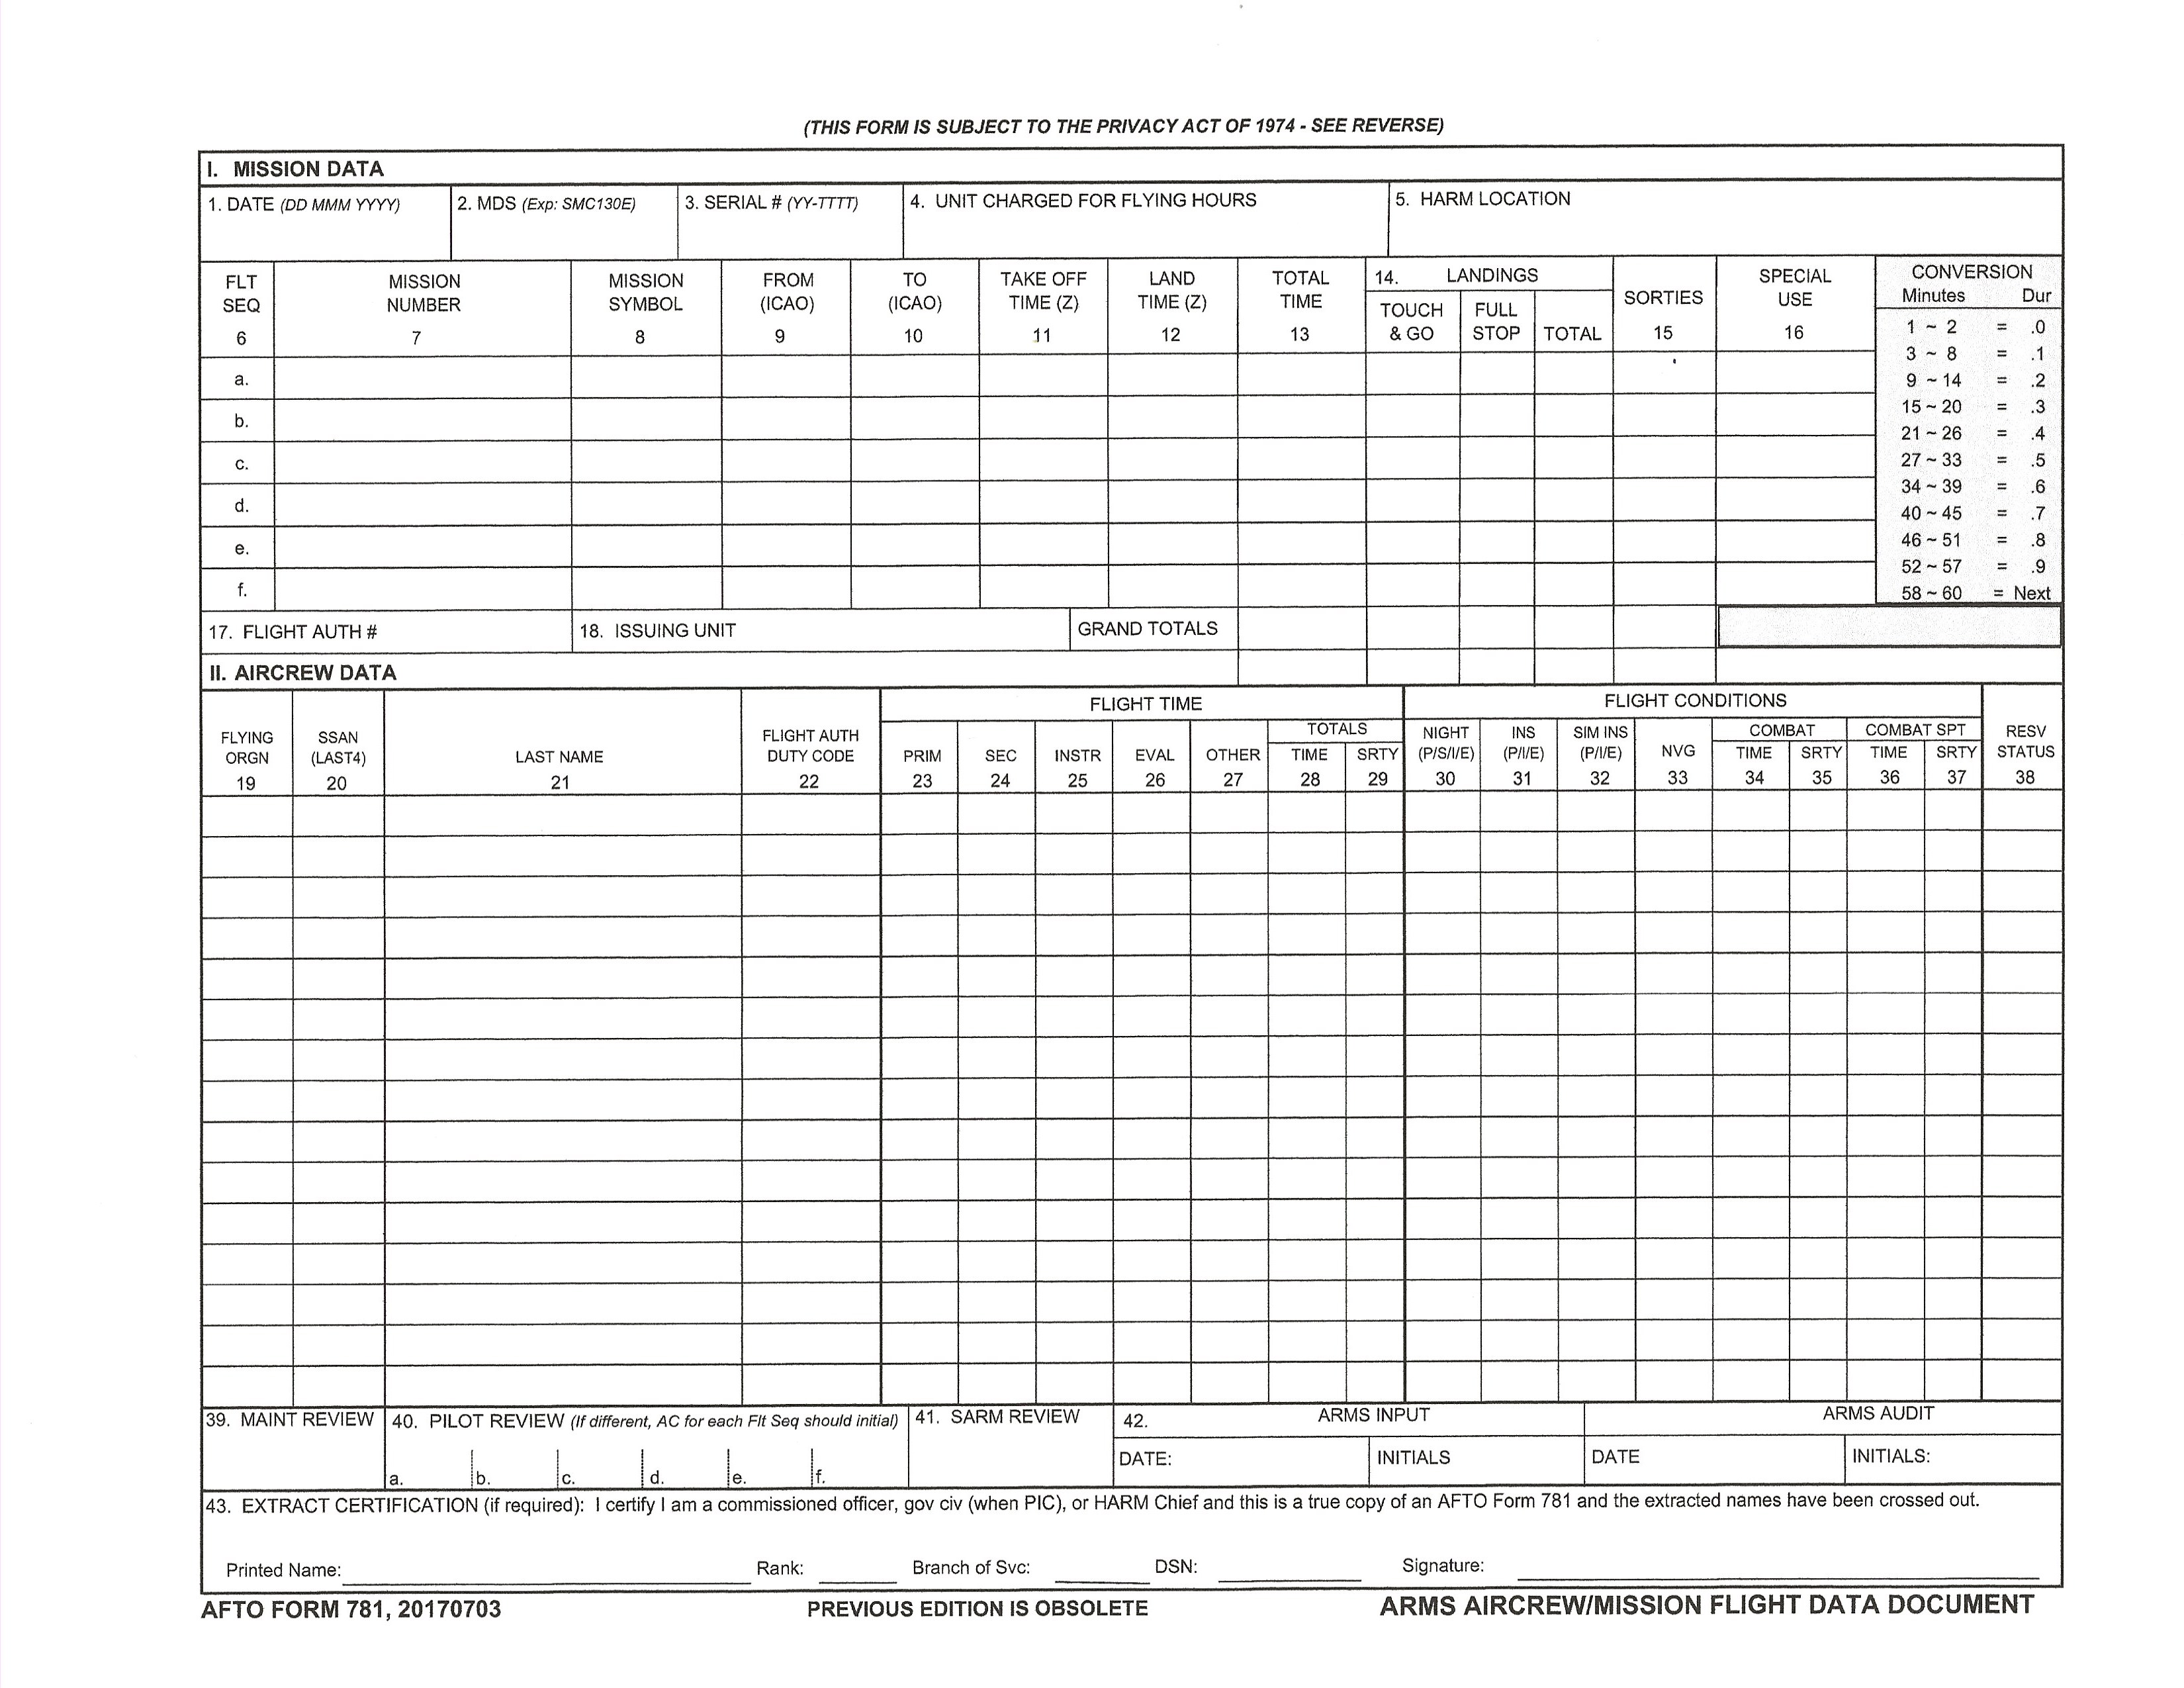 (THIS FORM IS SUBJECT TO THE PRIVACY ACT OF 1974 - SEE REVERSE)
I. MISSION DATA
1. DATE (DD MMM YYYY) 2. MDS (Exp: SMC130E) 3. SERIAL # (YY-TTTT) 4. UNIT CHARGED FOR FLYING HOURS 5. HARM LOCATION
FLT SEQ 6
MISSION NUMBER 7
MISSION SYMBOL 8
FROM (ICAO) 9
TO (ICAO) 10
TAKE OFF TIME (Z) 11
LAND TIME (Z) 12
TOTAL TIME 13
14. LANDINGS
TOUCH & GO
FULL STOP
TOTAL
SORTIES 15
SPECIAL USE 16
CONVERSION
Minutes Dur
1 ~ 2 = .0
3 ~ 8 = .1
9 ~ 14 = .2
15 ~ 20 = .3
21 ~ 26 = .4
27 ~ 33 = .5
34 ~ 39 = .6
40 ~ 45 = .7
46 ~ 51 = .8
52 ~ 57 = .9
58 ~ 60 = Next
a.
b.
c.
d.
e.
f.
17. FLIGHT AUTH # 18. ISSUING UNIT GRAND TOTALS
II. AIRCREW DATA
FLYING ORGN 19
SSAN (LAST4) 20
LAST NAME 21
FLIGHT AUTH DUTY CODE 22
FLIGHT TIME
PRIM 23
SEC 24
INSTR 25
EVAL 26
OTHER 27
TOTALS
TIME 28
SRTY 29
FLIGHT CONDITIONS
NIGHT (P/S/I/E) 30
INS (P/I/E) 31
SIM INS (P/I/E) 32
NVG 33
COMBAT
TIME 34
SRTY 35
COMBAT SPT
TIME 36
SRTY 37
RESV STATUS 38
39. MAINT REVIEW 40. PILOT REVIEW (If different, AC for each Flt Seq should initial) 41. SARM REVIEW 42. ARMS INPUT ARMS AUDIT
a. b. c. d. e. f. DATE: INITIALS DATE INITIALS:
43. EXTRACT CERTIFICATION (if required): I certify I am a commissioned officer, gov civ (when PIC), or HARM Chief and this is a true copy of an AFTO Form 781 and the extracted names have been crossed out.
Printed Name: Rank: Branch of Svc: DSN: Signature:
AFTO FORM 781, 20170703 PREVIOUS EDITION IS OBSOLETE ARMS AIRCREW/MISSION FLIGHT DATA DOCUMENT